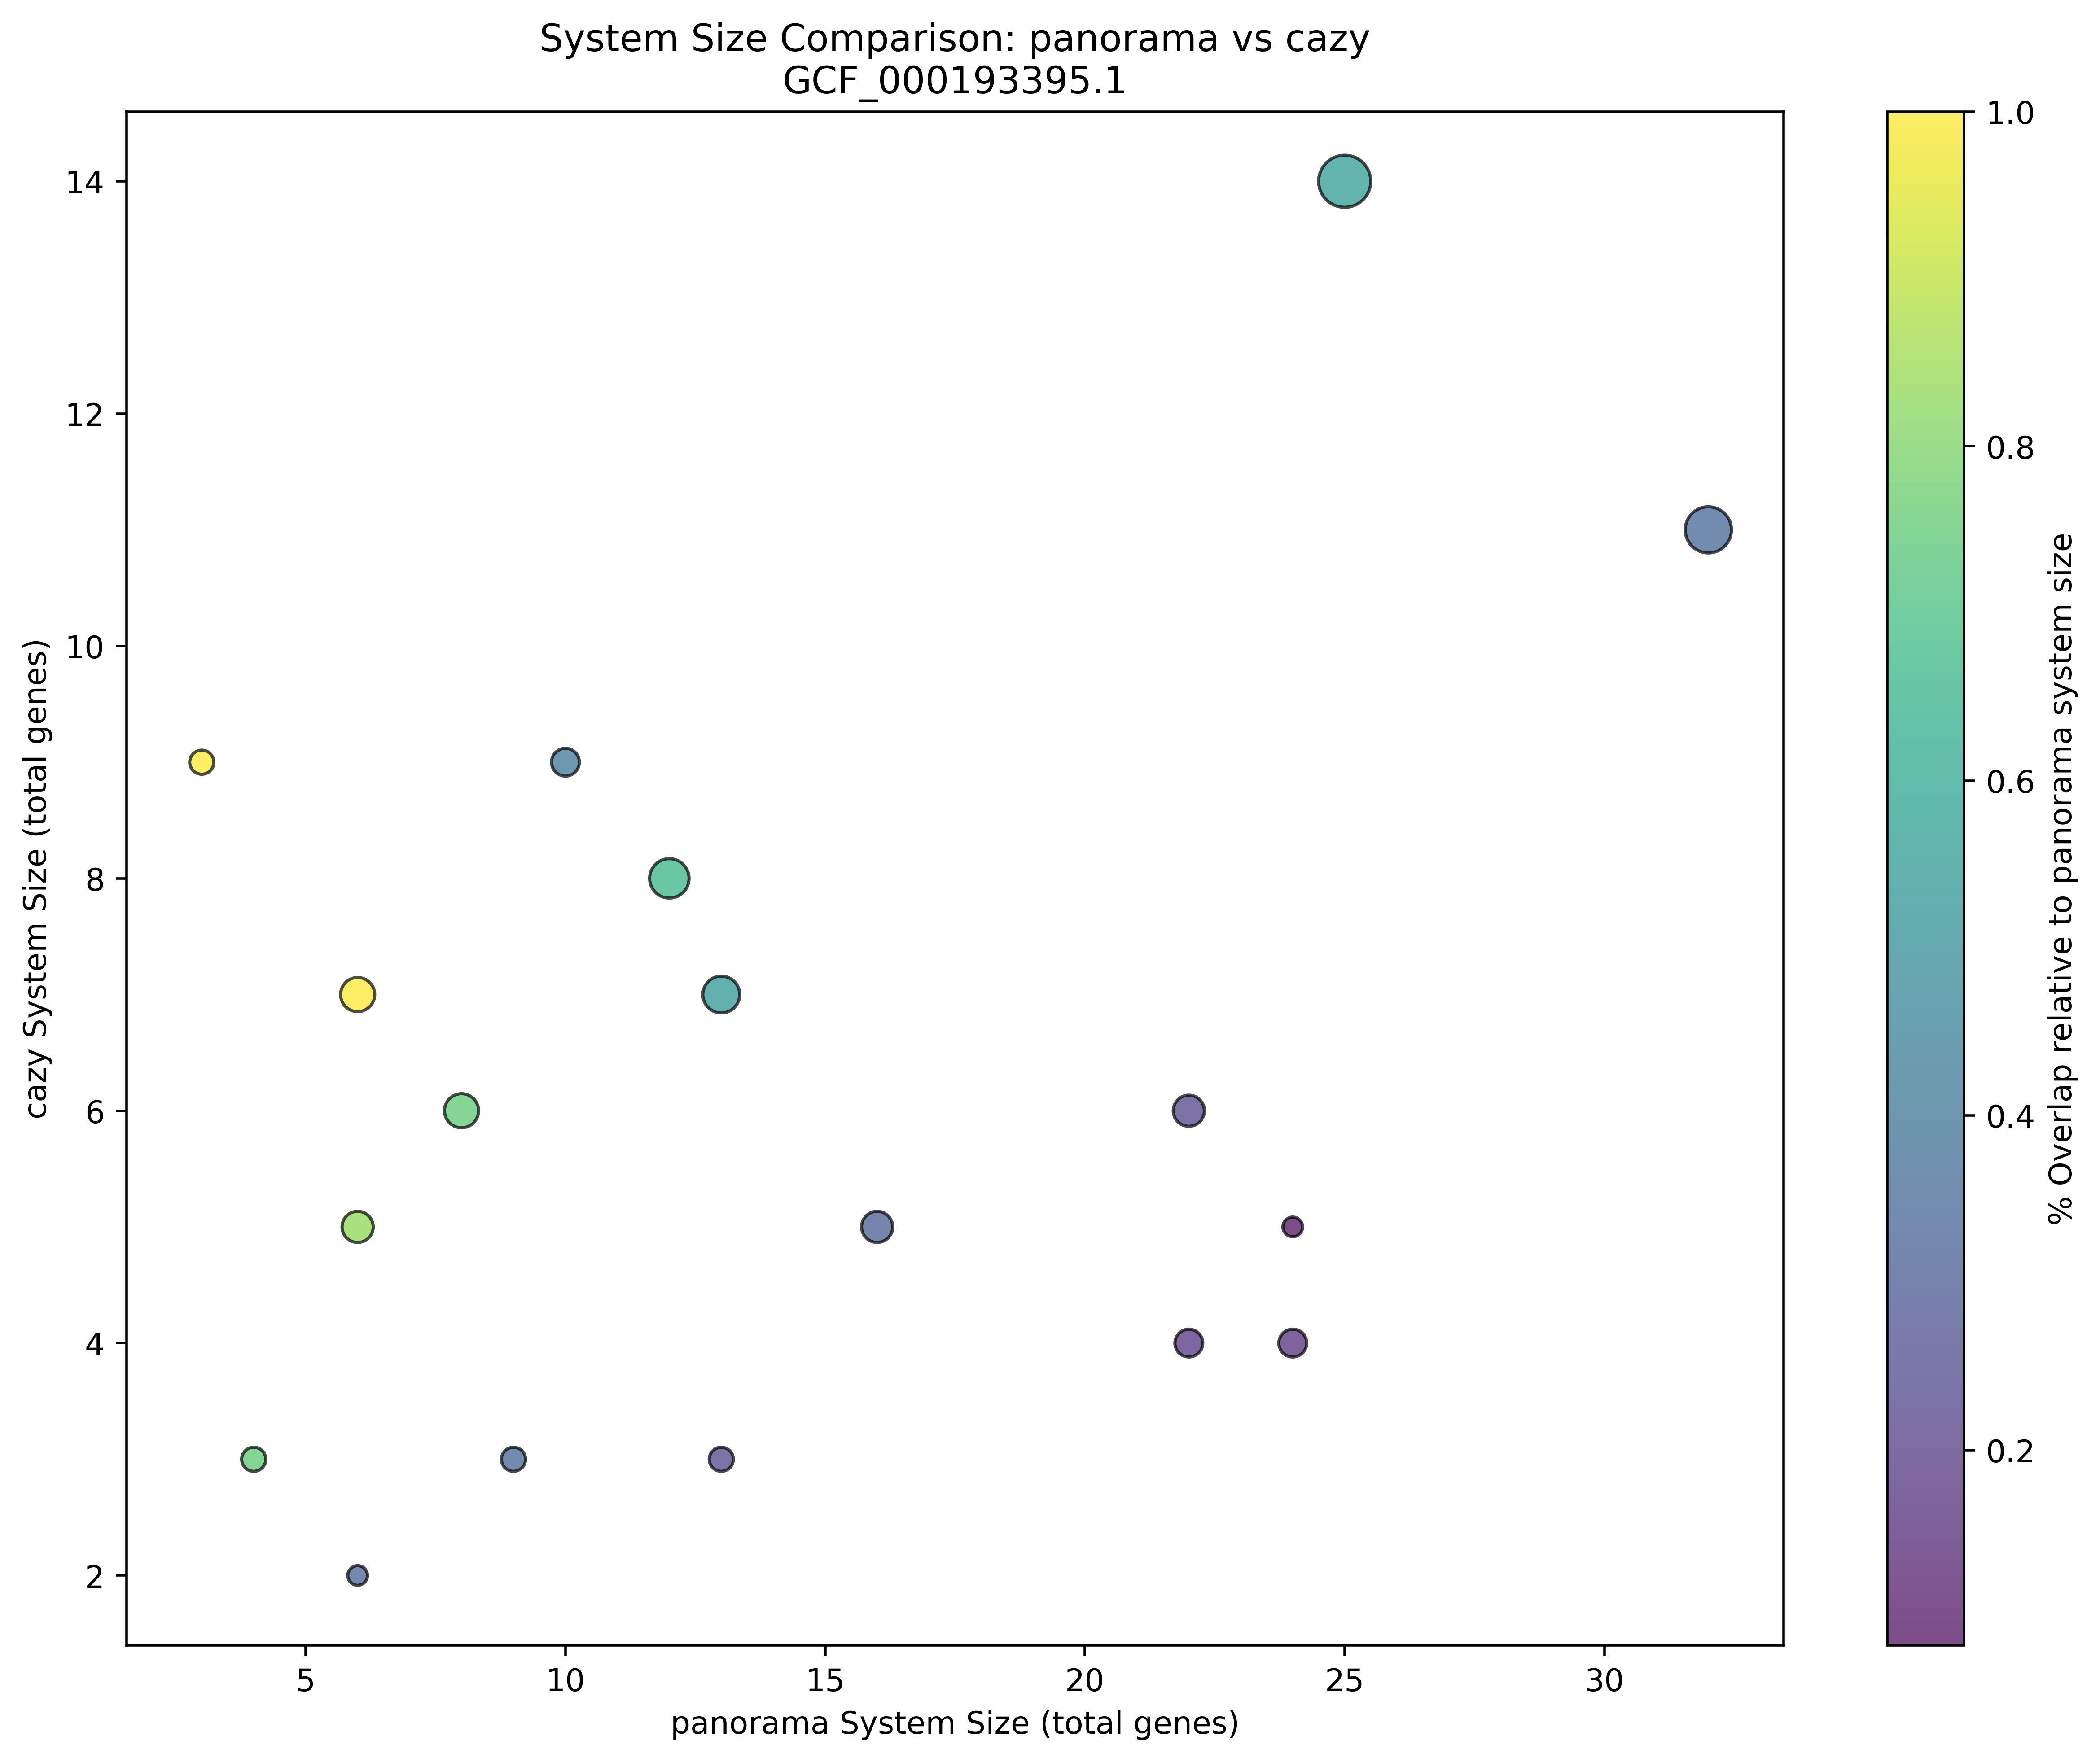 System Size Comparison: panorama vs cazy
GCF_000193395.1
14
12
10
8
6
4
2
cazy System Size (total genes)
5 10 15 20 25 30
panorama System Size (total genes)
1.0
0.8
0.6
0.4
0.2
% Overlap relative to panorama system size